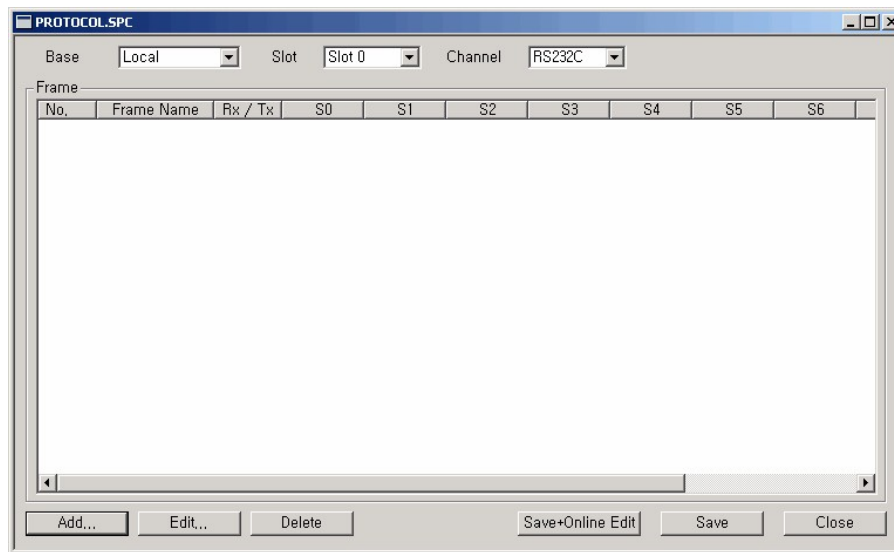 PROTOCOL.SPC
Base Local Slot Slot 0 Channel RS232C
Frame
No. Frame Name Rx / Tx S0 S1 S2 S3 S4 S5 S6
Add... Edit... Delete Save+Online Edit Save Close